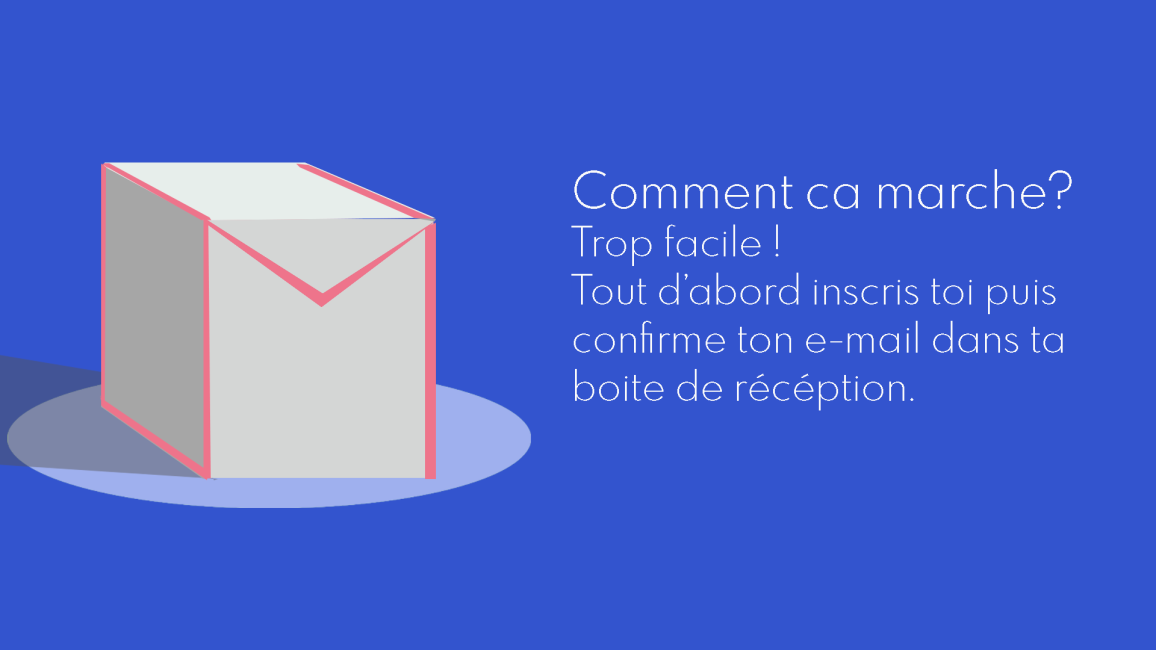 Comment ca marche?
Trop facile !
Tout d’abord inscris toi puis
confirme ton e-mail dans ta
boite de récéption.